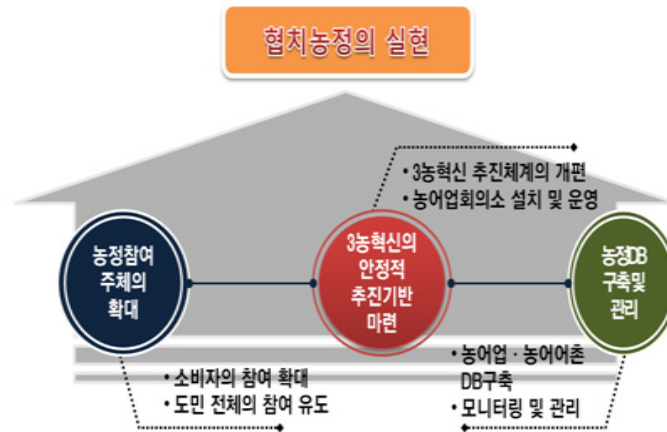 협치농정의 실현
• 3농혁신 추진체계의 개편
• 농어업회의소 설치 및 운영
농정참여
주체의
확대
3농혁신의
안정적
추진기반
마련
농정DB
구축및
관리
• 소비자의 참여 확대
• 도민 전체의 참여 유도
• 농어업 · 농어어촌
DB구축
• 모니터링 및 관리